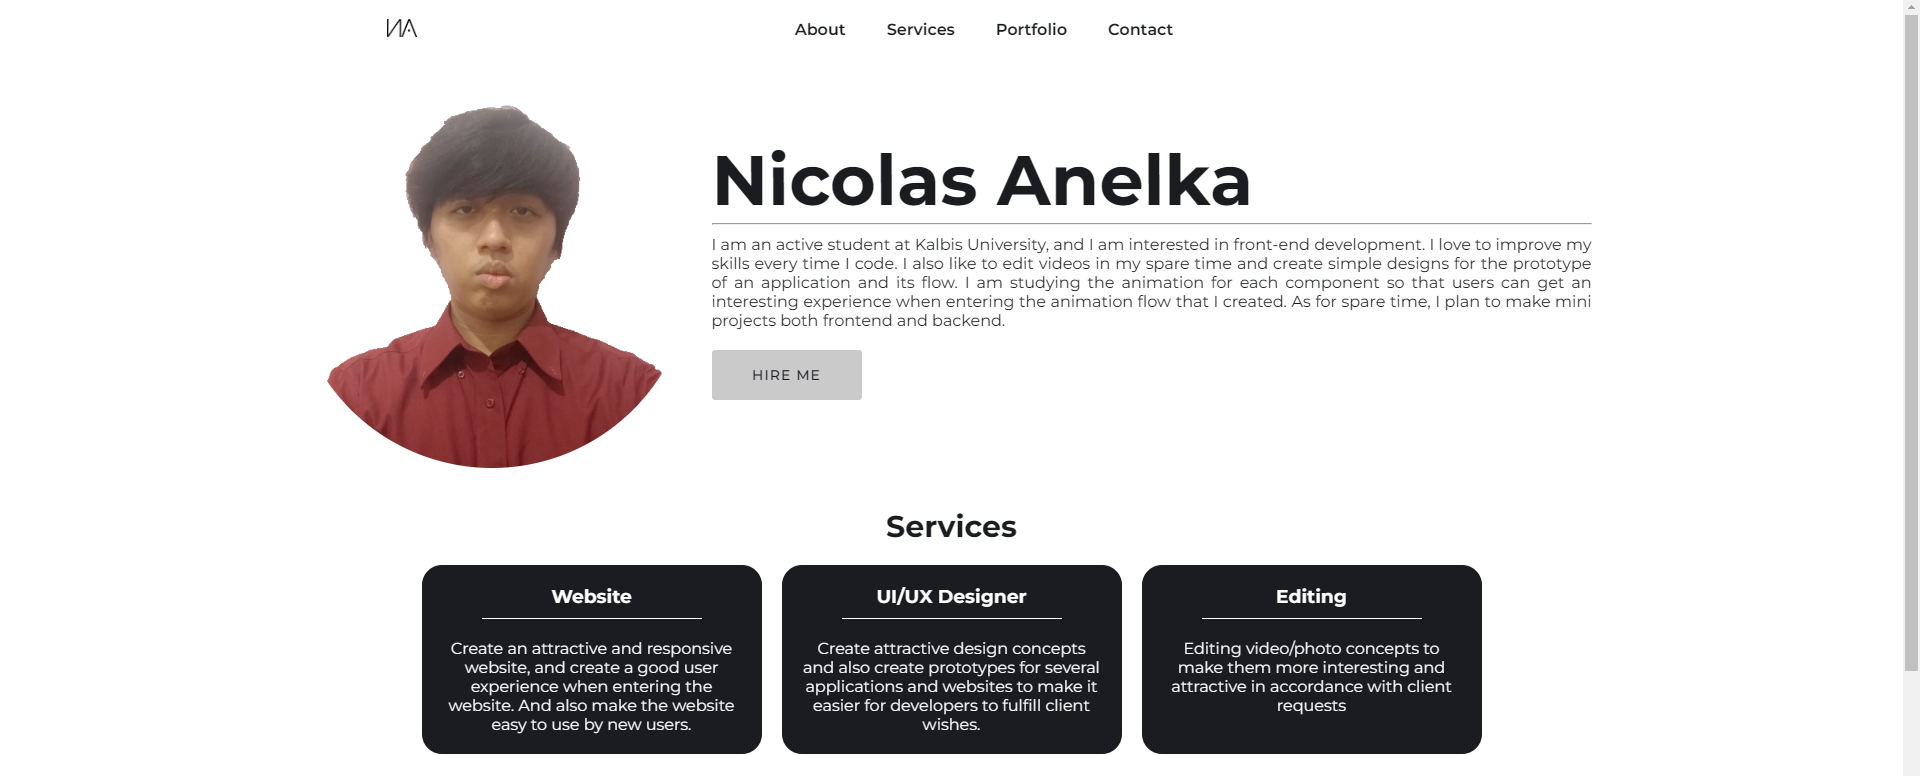 About Services Portfolio Contact
Nicolas Anelka
I am an active student at Kalbis University, and I am interested in front-end development. I love to improve my
skills every time I code. I also like to edit videos in my spare time and create simple designs for the prototype
of an application and its flow. I am studying the animation for each component so that users can get an
interesting experience when entering the animation flow that I created. As for spare time, I plan to make mini
projects both frontend and backend.
HIRE ME
Services
Website
Create an attractive and responsive
website, and create a good user
experience when entering the
website. And also make the website
easy to use by new users.
UI/UX Designer
Create attractive design concepts
and also create prototypes for several
applications and websites to make it
easier for developers to fulfill client
wishes.
Editing
Editing video/photo concepts to
make them more interesting and
attractive in accordance with client
requests